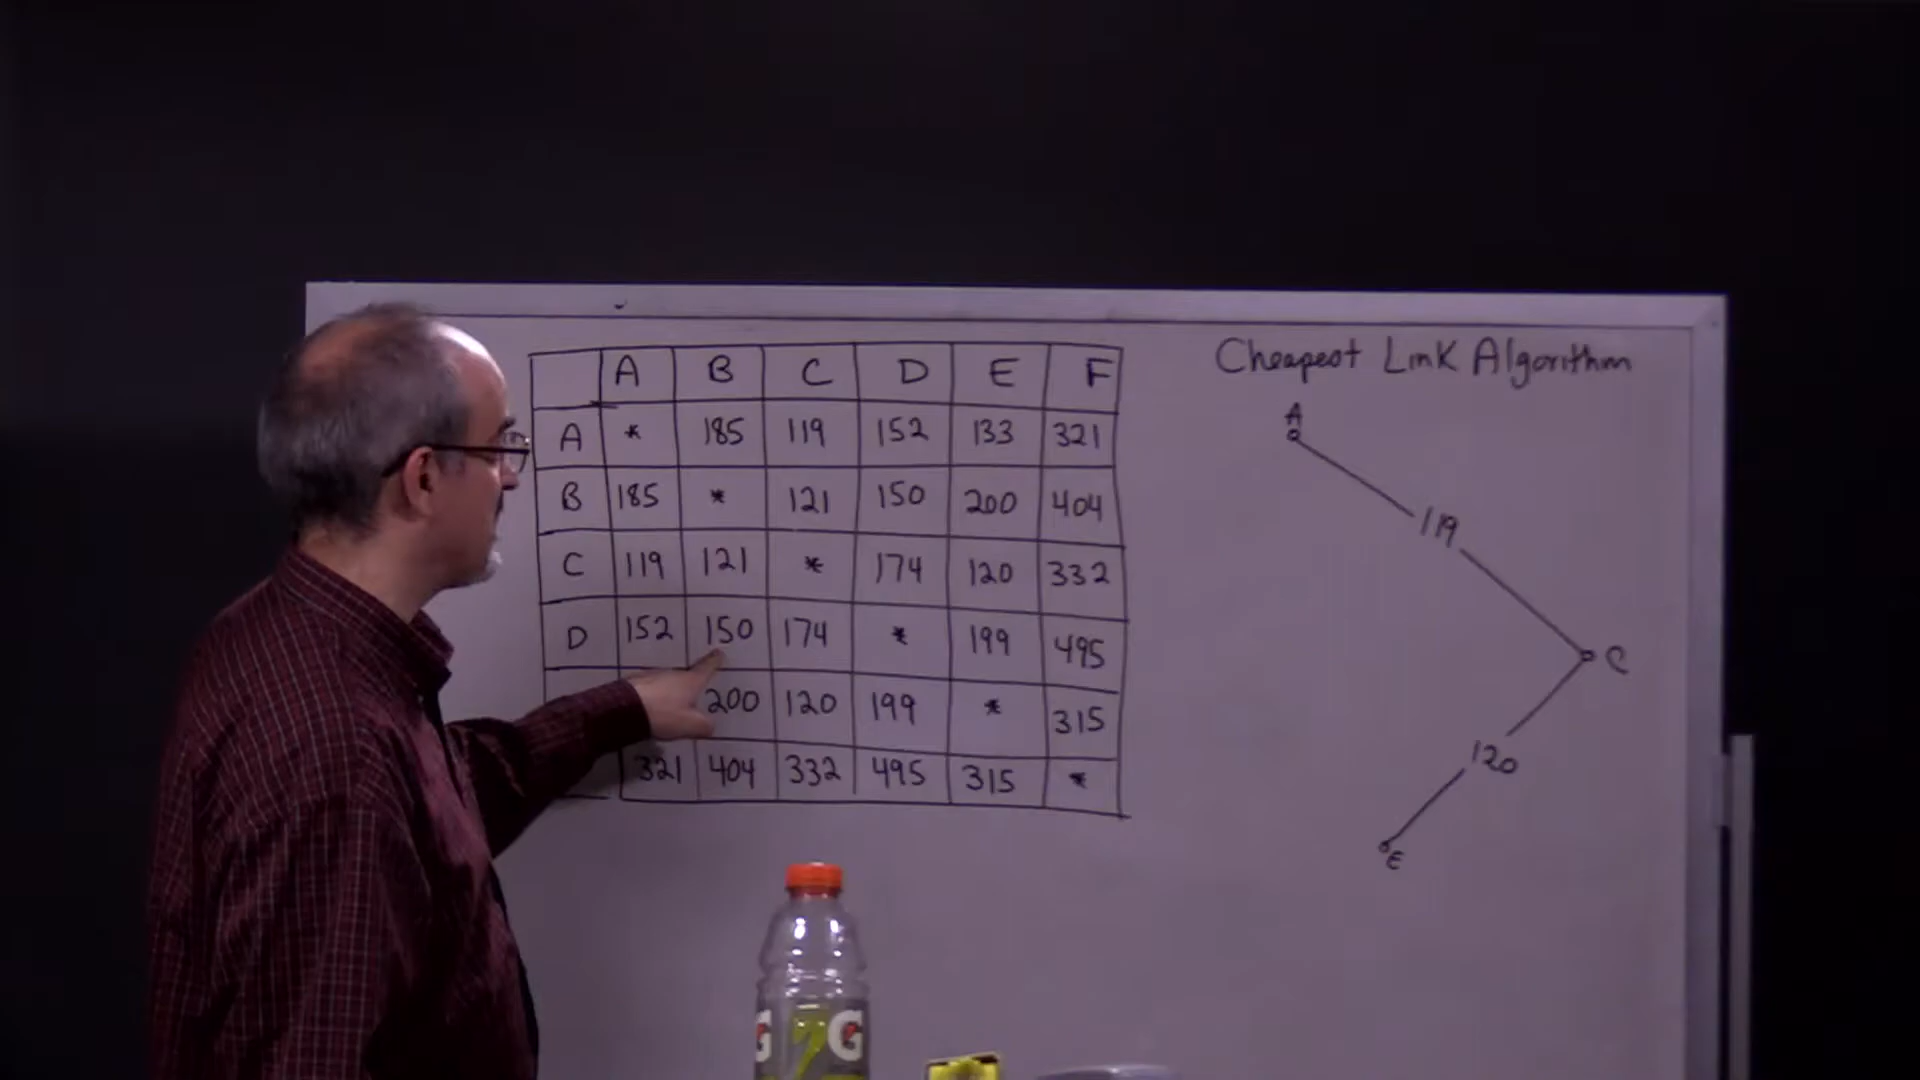 A B C D E F
A * 185 119 152 133 321
B 185 * 121 150 200 404
C 119 121 * 174 120 332
D 152 150 174 * 199 495
200 120 199 * 315
321 404 332 495 315 *
Cheapest Link Algorithm
A
119
C
120
E
G G